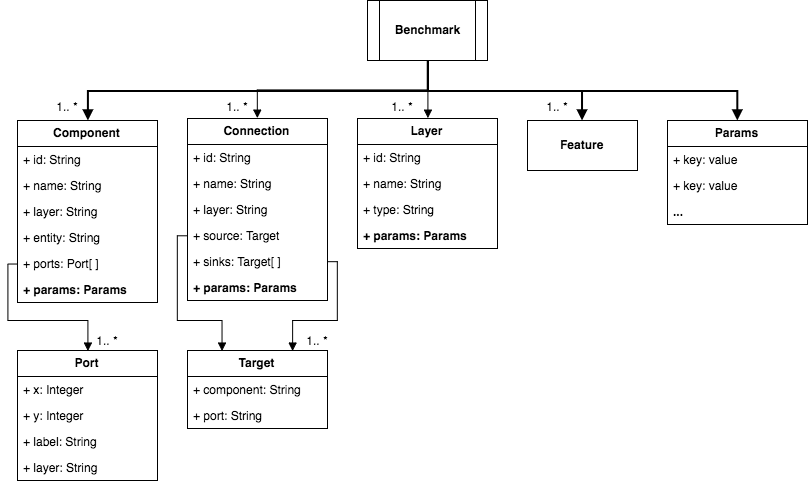 Benchmark
1.. *
1.. *
1.. *
1.. *
Component
+ id: String
+ name: String
+ layer: String
+ entity: String
+ ports: Port[ ]
+ params: Params
Connection
+ id: String
+ name: String
+ layer: String
+ source: Target
+ sinks: Target[ ]
+ params: Params
Layer
+ id: String
+ name: String
+ type: String
+ params: Params
Feature
Params
+ key: value
+ key: value
...
1.. *
1.. *
Port
+ x: Integer
+ y: Integer
+ label: String
+ layer: String
Target
+ component: String
+ port: String